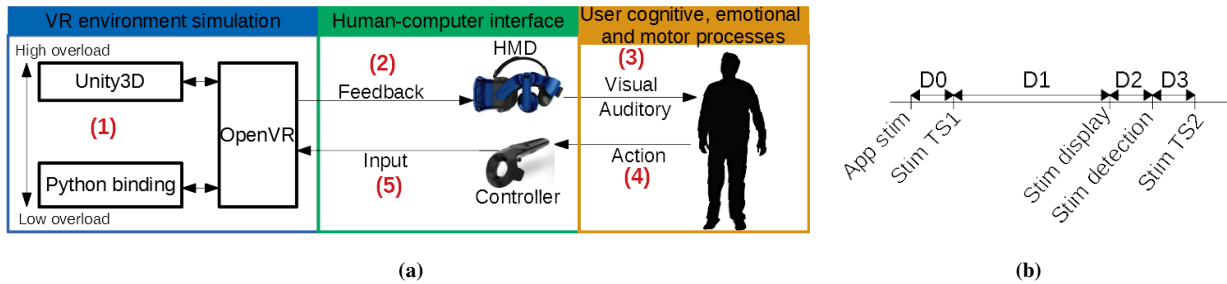 VR environment simulation
Human-computer interface
User cognitive, emotional
and motor processes
High overload
Unity3D
(1)
Python binding
Low overload
OpenVR
(2)
Feedback
HMD
Input
(5)
Controller
(3)
Visual
Auditory
Action
(4)
(a)
D0
D1
D2
D3
App stim
Stim TS1
Stim display
Stim detection
Stim TS2
(b)